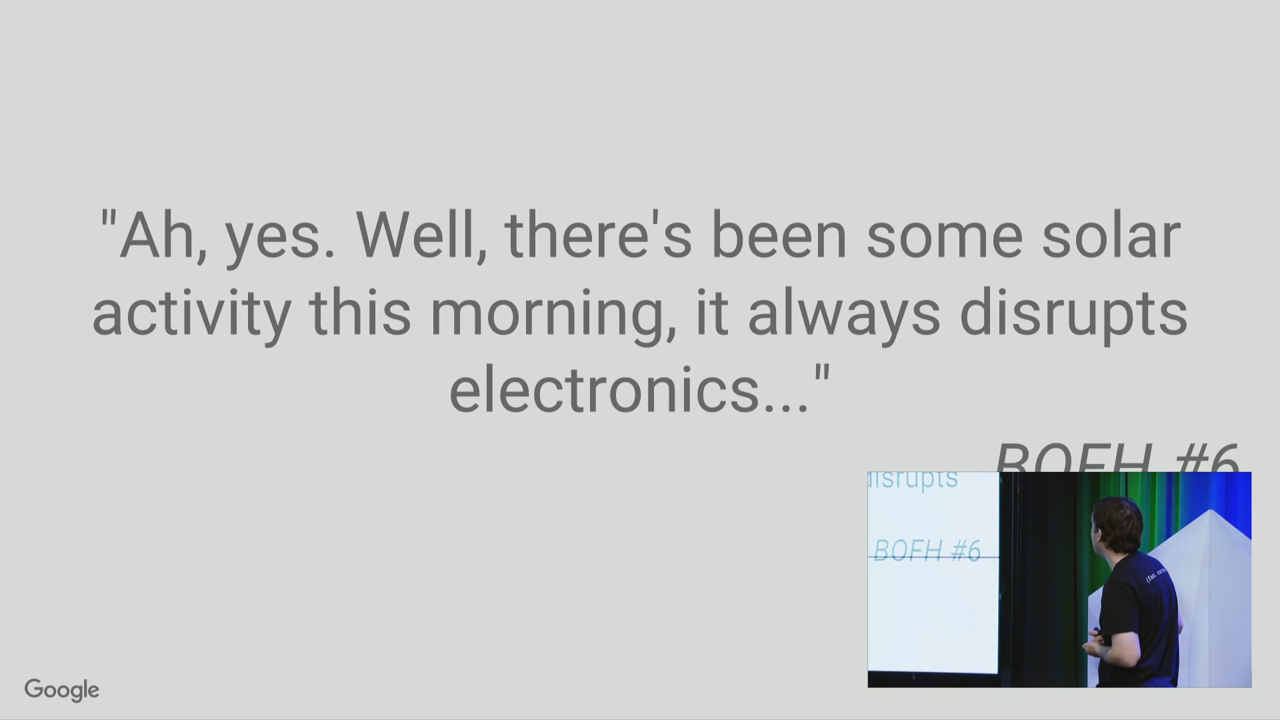 "Ah, yes. Well, there's been some solar
activity this morning, it always disrupts
electronics..."
BOFH #6
disrupts
BOFH #6
Google